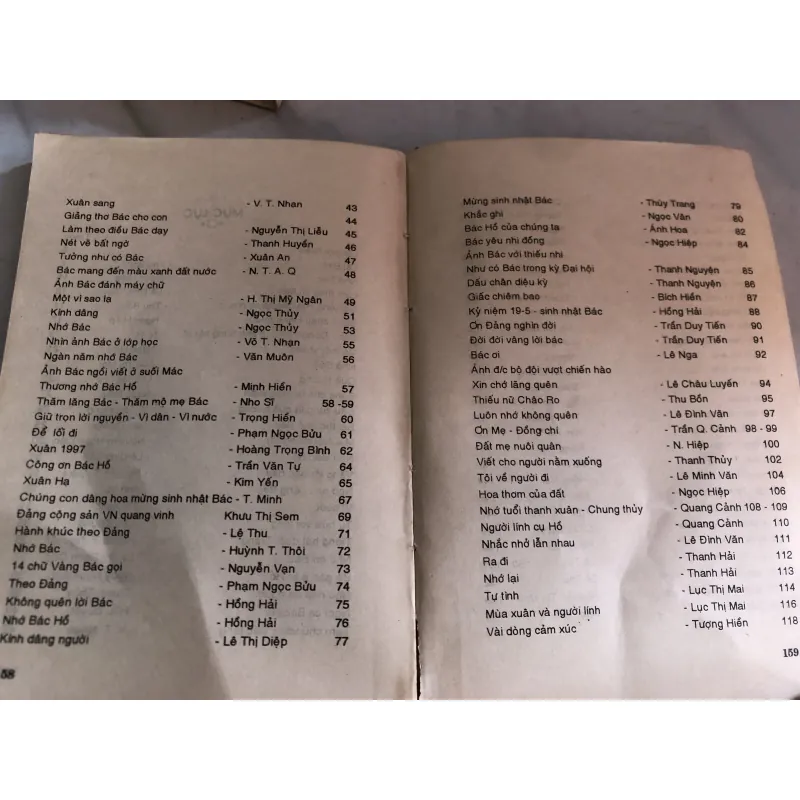 Xuân sang - V. T. Nhạn 43
Giảng thơ Bác cho con 44
Làm theo điều Bác dạy - Nguyễn Thị Liễu 45
Nét vẽ bất ngờ - Thanh Huyền 46
Tưởng như có Bác - Xuân An 47
Bác mang đến màu xanh đất nước - N. T. A. Q 48
Ảnh Bác đánh máy chữ
Một vì sao lạ - H. Thị Mỹ Ngân 49
Kính dâng - Ngọc Thủy 51
Nhớ Bác - Ngọc Thủy 53
Nhìn ảnh Bác ở lớp học - Võ T. Nhạn 55
Ngàn năm nhớ Bác - Văn Muôn 56
Ảnh Bác ngồi viết ở suối Mác
Thương nhớ Bác Hồ - Minh Hiền 57
Thăm lăng Bác - Thăm mộ mẹ Bác - Nho Sĩ 58 -59
Giữ trọn lời nguyền - Vì dân - Vì nước - Trọng Hiền 60
Để lối đi - Phạm Ngọc Bửu 61
Xuân 1997 - Hoàng Trọng Bình 62
Công ơn Bác Hồ - Trần Văn Tự 64
Xuân Hạ - Kim Yến 65
Chúng con dâng hoa mừng sinh nhật Bác - T. Minh 67
Đảng cộng sản VN quang vinh Khưu Thị Sem 69
Hành khúc theo Đảng - Lệ Thu 71
Nhớ Bác - Huỳnh T. Thôi 72
14 chữ Vàng Bác gọi - Nguyễn Vạn 73
Theo Đảng - Phạm Ngọc Bửu 74
Không quên lời Bác - Hồng Hải 75
Nhớ Bác Hồ - Hồng Hải 76
Kính dâng người - Lê Thị Diệp 77
58
Mừng sinh nhật Bác - Thùy Trang 79
Khắc ghi - Ngọc Vân 80
Bác Hồ của chúng ta - Ánh Hoa 82
Bác yêu nhi đồng - Ngọc Hiệp 84
Ảnh Bác với thiếu nhi
Như có Bác trong kỳ Đại hội - Thanh Nguyên 85
Dấu chân diệu kỳ - Thanh Nguyên 86
Giấc chiêm bao - Bích Hiền 87
Kỷ niệm 19-5 - sinh nhật Bác - Hồng Hải 88
Ơn Đảng nghìn đời - Trần Duy Tiến 90
Đời đời vâng lời bác - Trần Duy Tiến 91
Bác ơi - Lê Nga 92
Ảnh đ/c bộ đội vượt chiến hào
Xin chớ lãng quên - Lê Châu Luyến 94
Thiếu nữ Châo Ro - Thu Bồn 95
Luôn nhớ không quên - Lê Đình Văn 97
Ơn Mẹ - Đồng chí - Trần Q. Cảnh 98 - 99
Đất mẹ nuôi quân - N. Hiệp 100
Viết cho người nằm xuống - Thanh Thủy 102
Tôi về người đi - Lê Minh Văn 104
Hoa thơm của đất - Ngọc Hiệp 106
Nhớ tuổi thanh xuân - Chung thủy - Quang Cảnh 108 - 109
Người lính cụ Hồ - Quang Cảnh 110
Nhắc nhở lẫn nhau - Lê Đình Văn 111
Ra đi - Thanh Hải 112
Nhớ lại - Thanh Hải 113
Tự tình - Lục Thị Mai 114
Mùa xuân và người lính - Lục Thị Mai 116
Vài dòng cảm xúc - Tượng Hiền 118
159